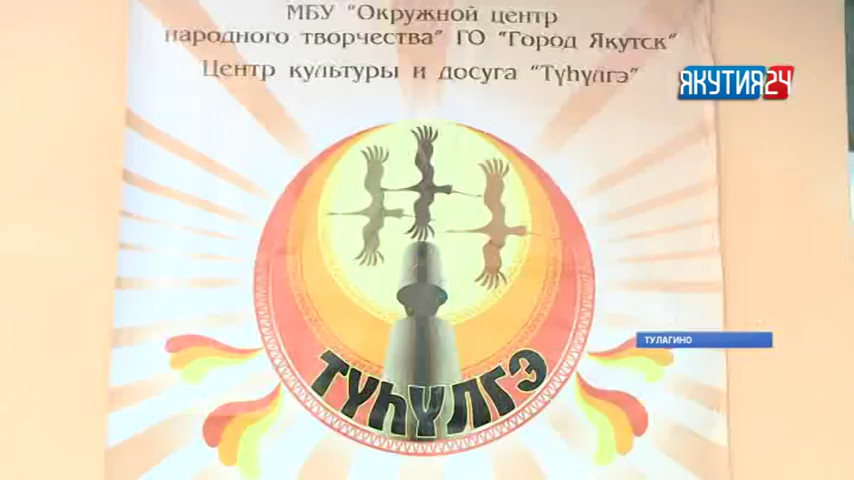 МБУ "Окружной центр
народного творчества" ГО "Город Якутск"
Центр культуры и досуга "Түһүлгэ"
ЯКУТИЯ24
ТУЛАГИНО
ТҮҺҮЛГЭ